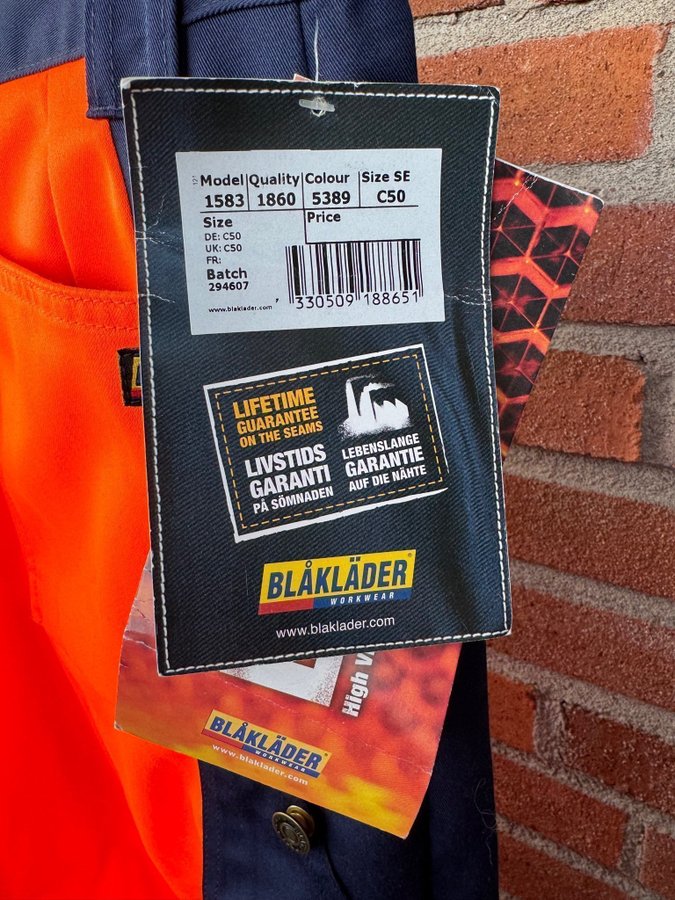 Model Quality Colour Size SE
1583 1860 5389 C50
Size Price
DE: C50
UK: C50
FR:
Batch
294607
www.blaklader.com
7 330509 188651
LIFETIME
GUARANTEE
ON THE SEAMS
LIVSTIDS
GARANTI
PÅ SÖMNADEN
LEBENSLANGE
GARANTIE
AUF DIE NÄHTE
BLÅKLÄDER
WORKWEAR
www.blaklader.com
High
BLÅKLÄDER
WORKWEAR
www.blaklader.com